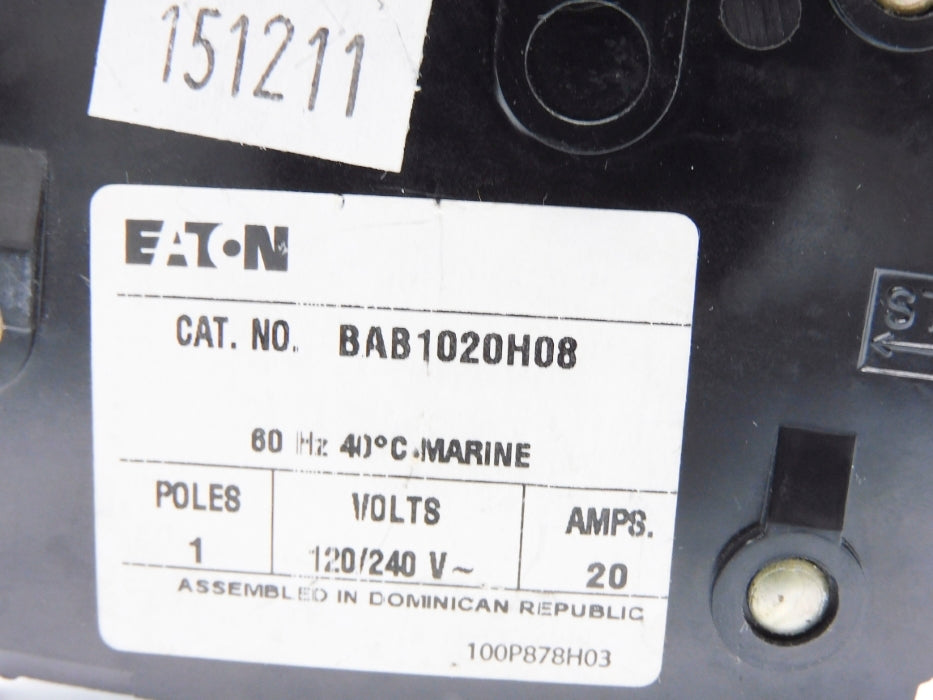 151211
EATON
CAT. NO. BAB1020H08
60 Hz 40°C MARINE
POLES VOLTS AMPS.
1 120/240 V~ 20
ASSEMBLED IN DOMINICAN REPUBLIC
100P878H03